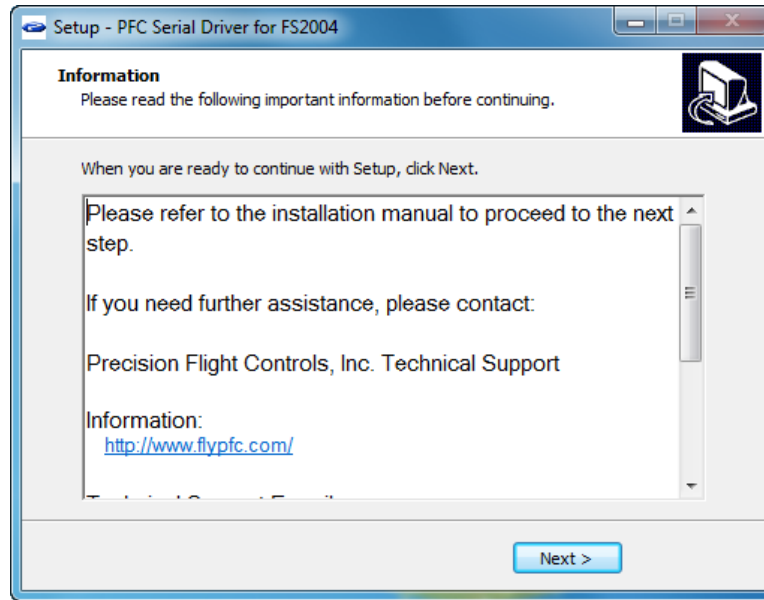 Setup - PFC Serial Driver for FS2004
Information
Please read the following important information before continuing.
When you are ready to continue with Setup, click Next.
Please refer to the installation manual to proceed to the next
step.
If you need further assistance, please contact:
Precision Flight Controls, Inc. Technical Support
Information:
http://www.flypfc.com/
Next >